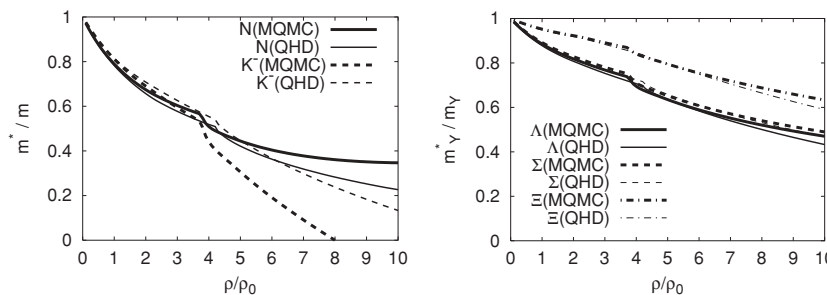 m* / m
1
0.8
0.6
0.4
0.2
0
0 1 2 3 4 5 6 7 8 9 10
ρ/ρ0
N(MQMC)
N(QHD)
K⁻(MQMC)
K⁻(QHD)
m*Y / mY
1
0.8
0.6
0.4
0.2
0
0 1 2 3 4 5 6 7 8 9 10
ρ/ρ0
Λ(MQMC)
Λ(QHD)
Σ(MQMC)
Σ(QHD)
Ξ(MQMC)
Ξ(QHD)